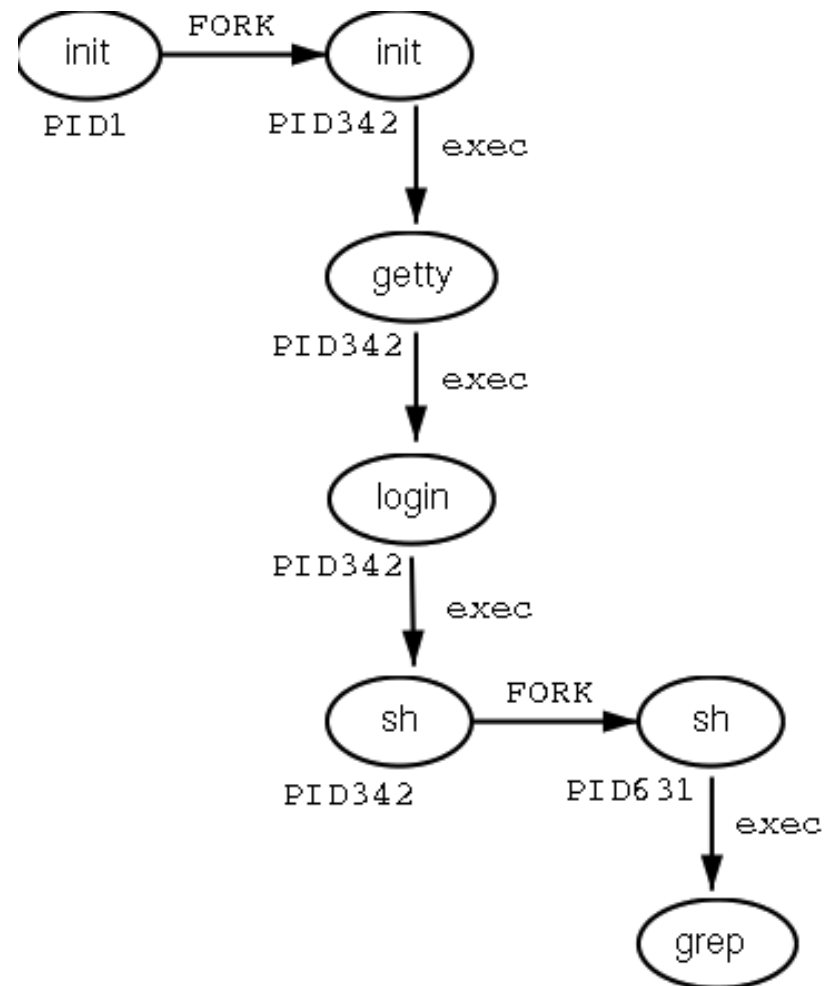 FORK
init
init
PID1
PID342
exec
getty
PID342
exec
login
PID342
exec
FORK
sh
sh
PID342
PID631
exec
grep